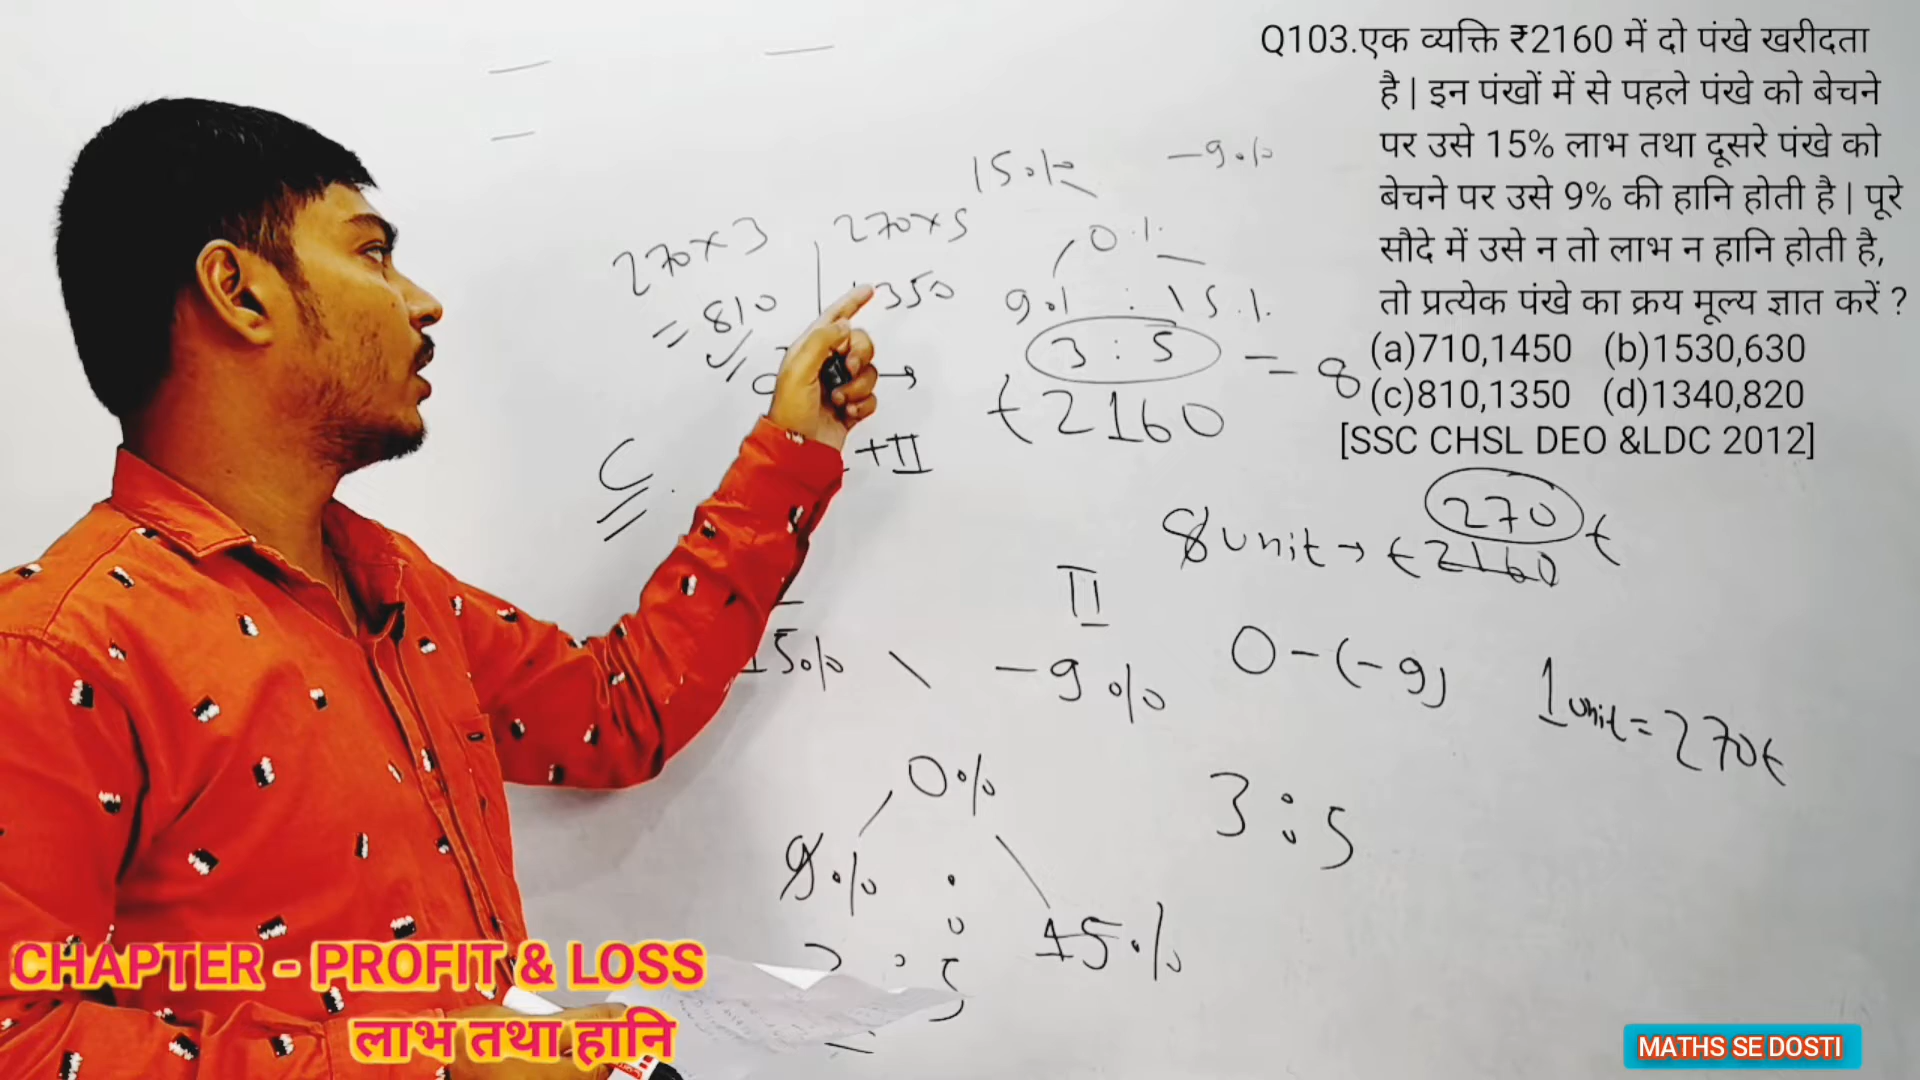 Q103.एक व्यक्ति ₹2160 में दो पंखे खरीदता
है | इन पंखों में से पहले पंखे को बेचने
पर उसे 15% लाभ तथा दूसरे पंखे को
बेचने पर उसे 9% की हानि होती है | पूरे
सौदे में उसे न तो लाभ न हानि होती है,
तो प्रत्येक पंखे का क्रय मूल्य ज्ञात करें ?
(a)710,1450 (b)1530,630
(c)810,1350 (d)1340,820
[SSC CHSL DEO &LDC 2012]
15% -9%
270×3 270×5
0%
= 810 1350
9% : 15%
3 : 5 = 8
₹2160
+II
C
270 ₹
8 unit → ₹2160
II
15% -9%
0-(-9)
1 unit = 270₹
0%
3 : 5
9% : 15%
CHAPTER - PROFIT & LOSS
लाभ तथा हानि
MATHS SE DOSTI